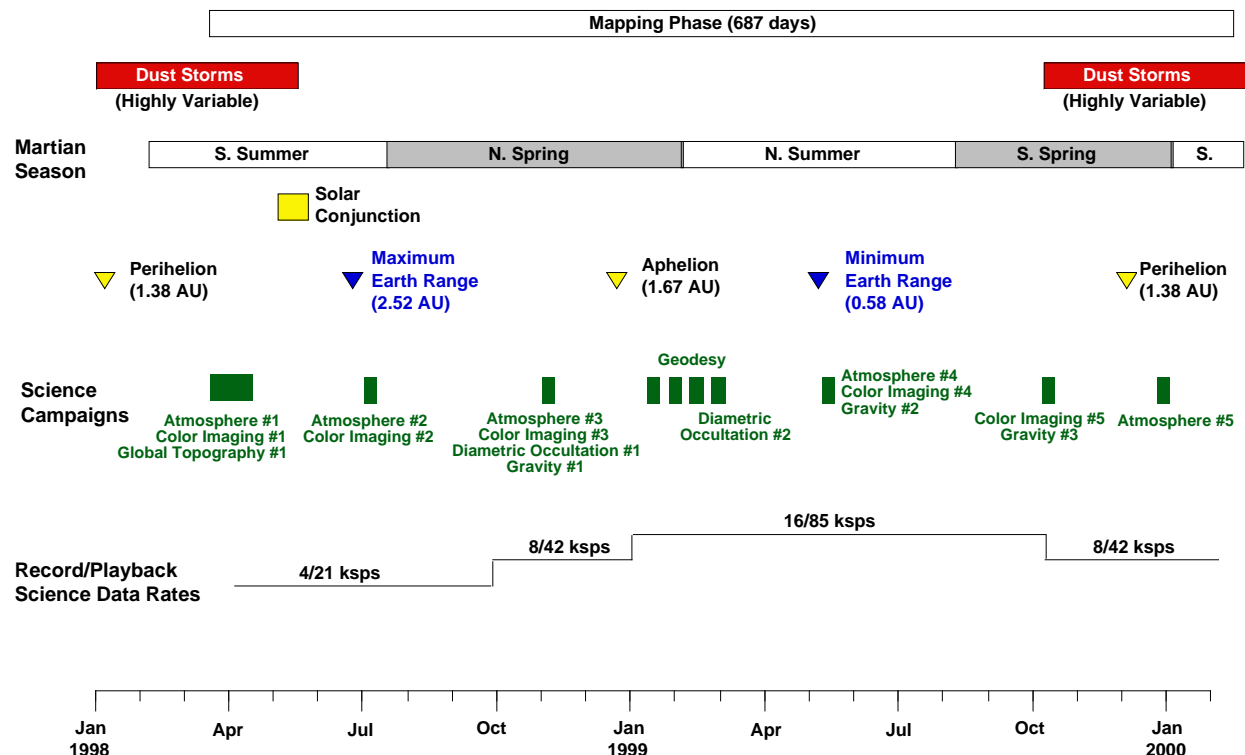 Mapping Phase (687 days)
Dust Storms
(Highly Variable)
Dust Storms
(Highly Variable)
Martian
Season
S. Summer
N. Spring
N. Summer
S. Spring
S.
Solar
Conjunction
Perihelion
(1.38 AU)
Maximum
Earth Range
(2.52 AU)
Aphelion
(1.67 AU)
Minimum
Earth Range
(0.58 AU)
Perihelion
(1.38 AU)
Science
Campaigns
Atmosphere #1
Color Imaging #1
Global Topography #1
Atmosphere #2
Color Imaging #2
Atmosphere #3
Color Imaging #3
Diametric Occultation #1
Gravity #1
Geodesy
Diametric
Occultation #2
Atmosphere #4
Color Imaging #4
Gravity #2
Color Imaging #5
Gravity #3
Atmosphere #5
Record/Playback
Science Data Rates
4/21 ksps
8/42 ksps
16/85 ksps
8/42 ksps
Jan
1998
Apr
Jul
Oct
Jan
1999
Apr
Jul
Oct
Jan
2000